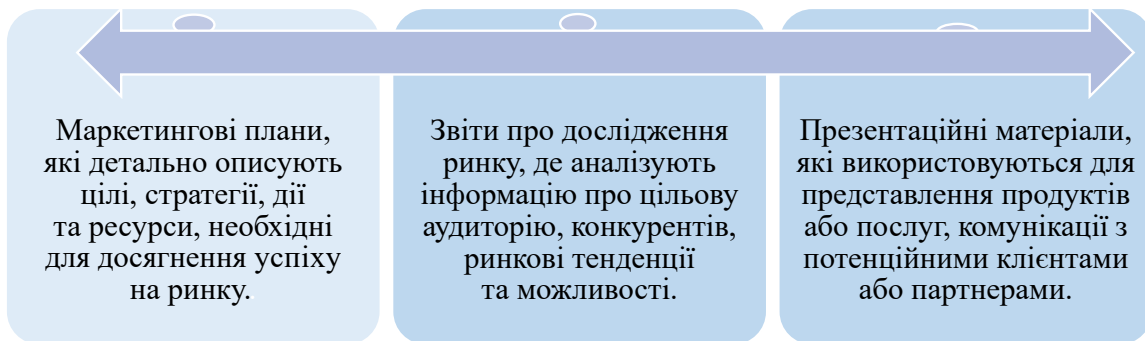 Маркетингові плани,
які детально описують
цілі, стратегії, дії
та ресурси, необхідні
для досягнення успіху
на ринку.
Звіти про дослідження
ринку, де аналізують
інформацію про цільову
аудиторію, конкурентів,
ринкові тенденції
та можливості.
Презентаційні матеріали,
які використовуються для
представлення продуктів
або послуг, комунікації з
потенційними клієнтами
або партнерами.